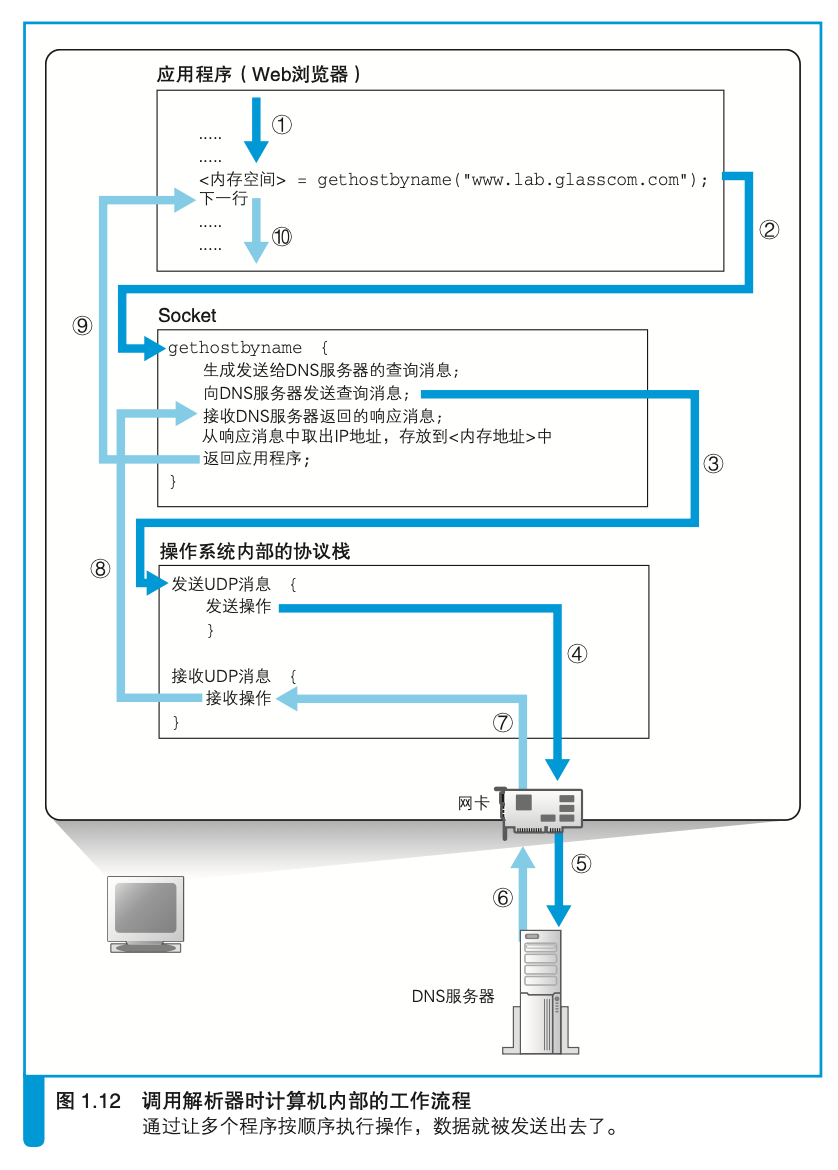 应用程序（Web浏览器）
①
.....
.....
<内存空间> = gethostbyname("www.lab.glasscom.com");
下一行
②
.....
⑩
.....
Socket
⑨
gethostbyname {
生成发送给DNS服务器的查询消息；
向DNS服务器发送查询消息；
接收DNS服务器返回的响应消息；
从响应消息中取出IP地址，存放到<内存地址>中
返回应用程序；
③
}
操作系统内部的协议栈
⑧
发送UDP消息 {
发送操作
}
④
接收UDP消息 {
接收操作
⑦
}
网卡
⑤
⑥
DNS服务器
图 1.12 调用解析器时计算机内部的工作流程
通过让多个程序按顺序执行操作，数据就被发送出去了。